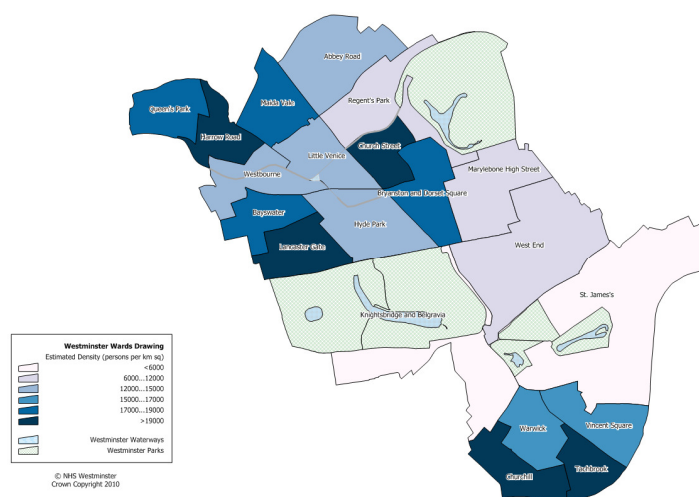 Abbey Road
Queen's Park
Maida Vale
Regent's Park
Harrow Road
Church Street
Little Venice
Westbourne
Marylebone High Street
Bryanston and Dorset Square
Bayswater
Hyde Park
Lancaster Gate
West End
St. James's
Knightsbridge and Belgravia
Warwick
Vincent Square
Churchill
Tachbrook
Westminster Wards Drawing
Estimated Density (persons per km sq)
<6000
6000...12000
12000...15000
15000...17000
17000...19000
>19000
Westminster Waterways
Westminster Parks
© NHS Westminster
Crown Copyright 2010